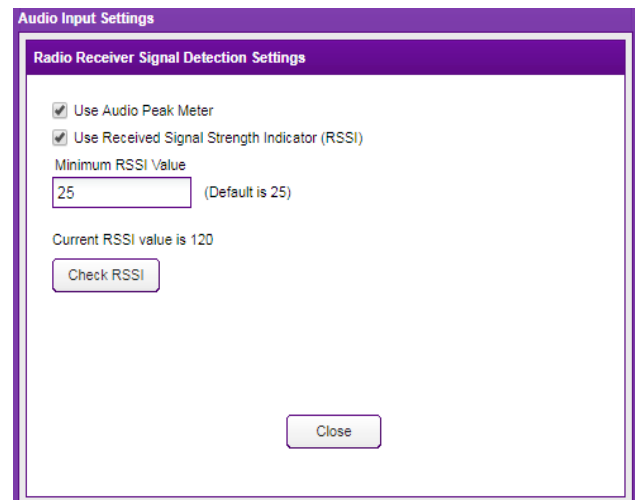 Audio Input Settings
Radio Receiver Signal Detection Settings
Use Audio Peak Meter
Use Received Signal Strength Indicator (RSSI)
Minimum RSSI Value
25 (Default is 25)
Current RSSI value is 120
Check RSSI
Close